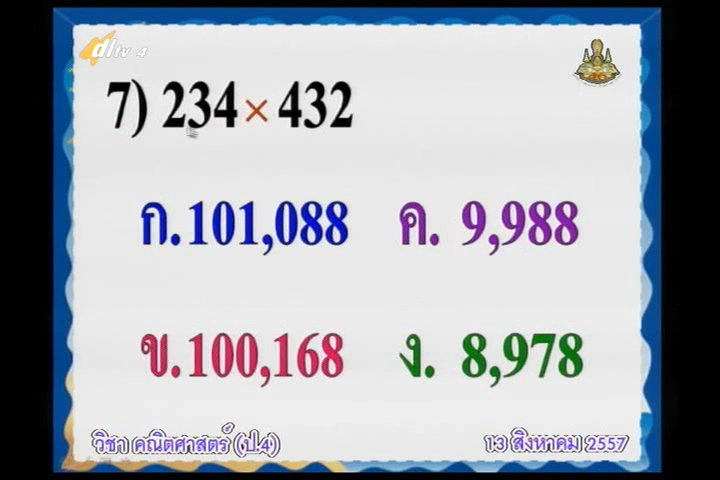 dltv 4
7) 234 × 432
ก. 101,088 ค. 9,988
ข. 100,168 ง. 8,978
วิชา คณิตศาสตร์ (ป.4) 13 สิงหาคม 2557